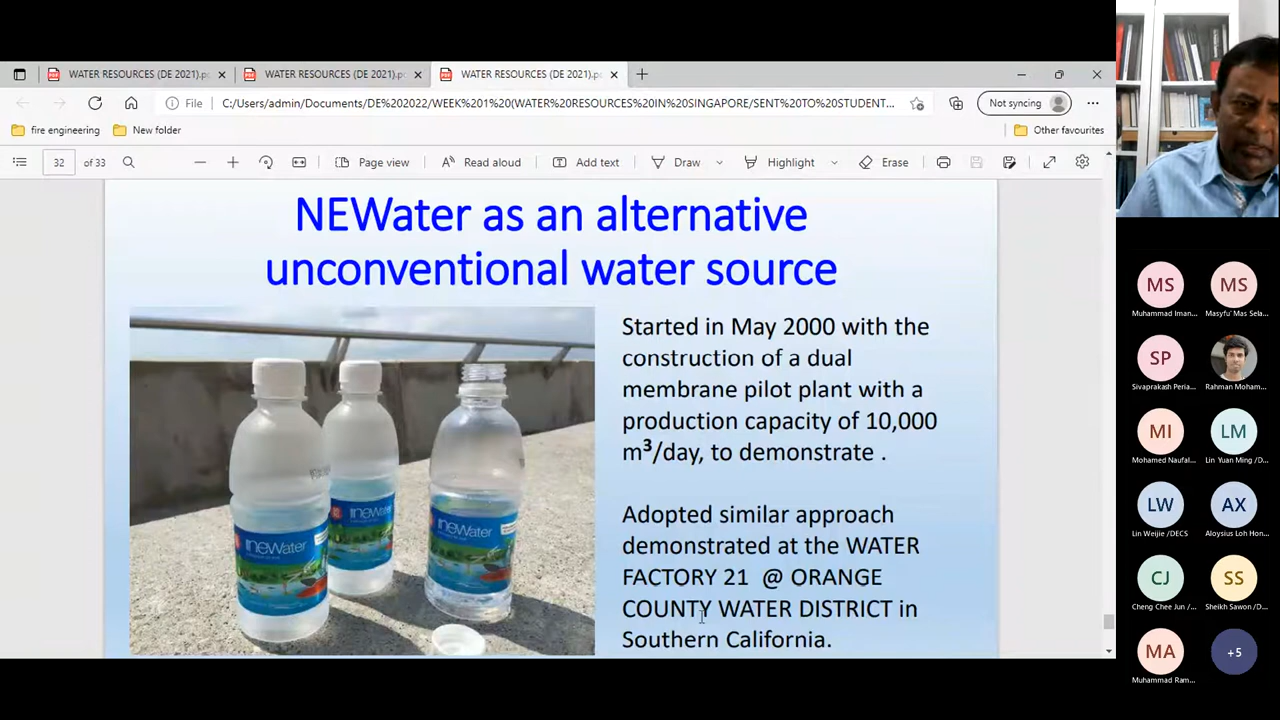 WATER RESOURCES (DE 2021).po
WATER RESOURCES (DE 2021).po
WATER RESOURCES (DE 2021).po
File
C:/Users/admin/Documents/DE%202022/WEEK%201%20(WATER%20RESOURCES%20IN%20SINGAPORE/SENT%20TO%20STUDENT...
Not syncing
fire engineering
New folder
Other favourites
32
of 33
Page view
Read aloud
Add text
Draw
Highlight
Erase
NEWater as an alternative
unconventional water source
newater
newater
newater
Started in May 2000 with the
construction of a dual
membrane pilot plant with a
production capacity of 10,000
m³/day, to demonstrate .
Adopted similar approach
demonstrated at the WATER
FACTORY 21 @ ORANGE
COUNTY WATER DISTRICT in
Southern California.
MS
MS
Muhammad Iman...
Masyfu' Mas Sela...
SP
Sivaprakash Peria...
Rahman Moham...
MI
LM
Mohamed Naufal...
Lin Yuan Ming /D...
LW
AX
Lin Weijie /DECS
Aloysius Loh Hon...
CJ
SS
Cheng Chee Jun /...
Sheikh Sawon /D...
MA
+5
Muhammad Ram...